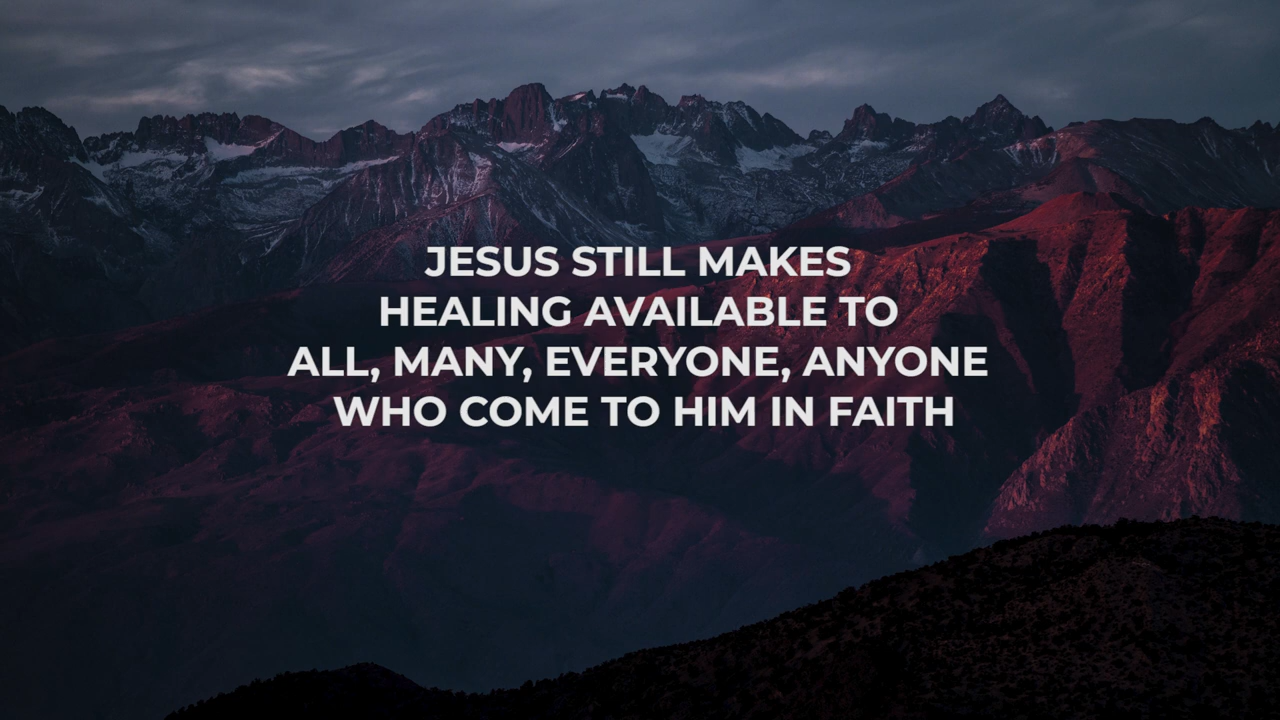 JESUS STILL MAKES
HEALING AVAILABLE TO
ALL, MANY, EVERYONE, ANYONE
WHO COME TO HIM IN FAITH